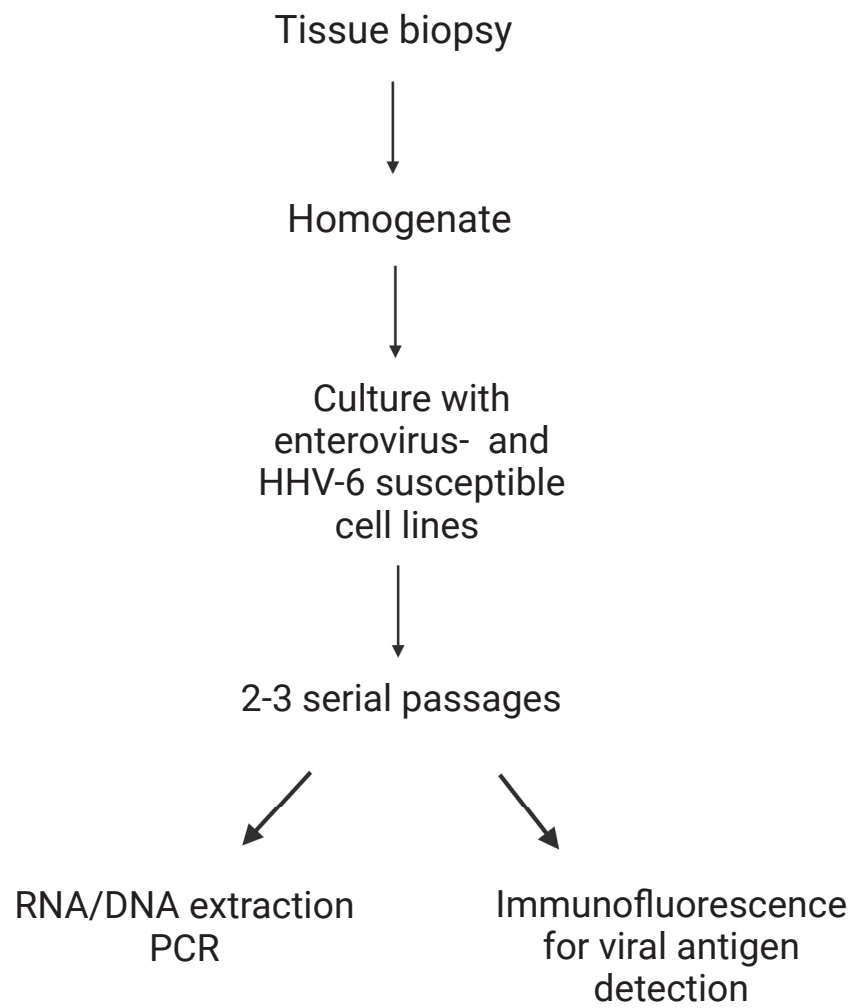 Tissue biopsy
Homogenate
Culture with
enterovirus- and
HHV-6 susceptible
cell lines
2-3 serial passages
RNA/DNA extraction
PCR
Immunofluorescence
for viral antigen
detection